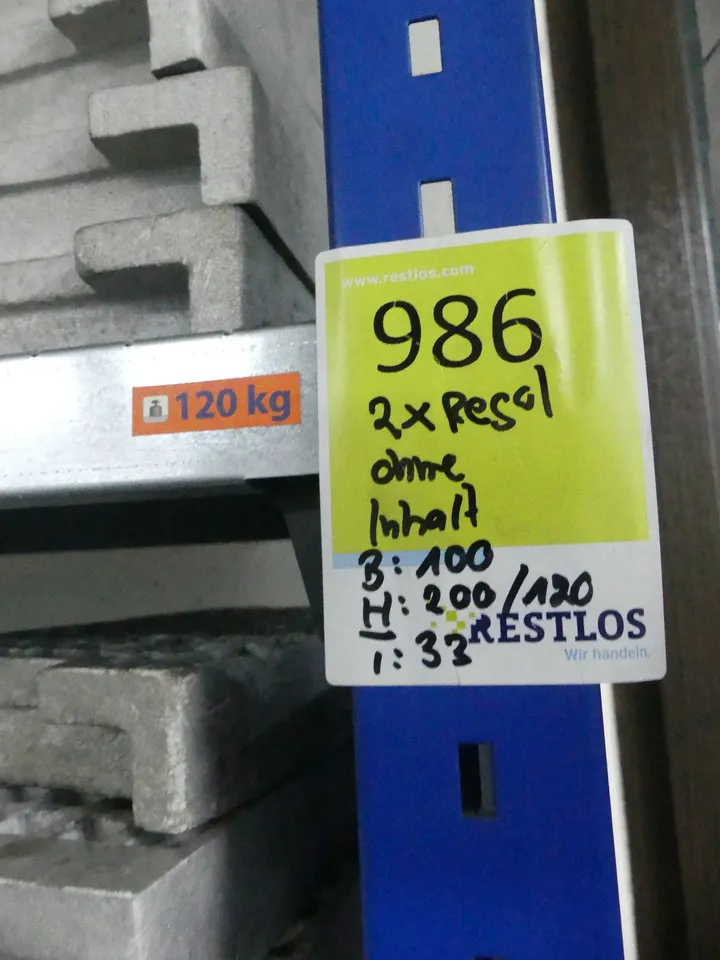 www.restlos.com
986
2x Regal
ohne
Inhalt
B: 100
H: 200/120
T: 33
RESTLOS
Wir handeln.
120 kg